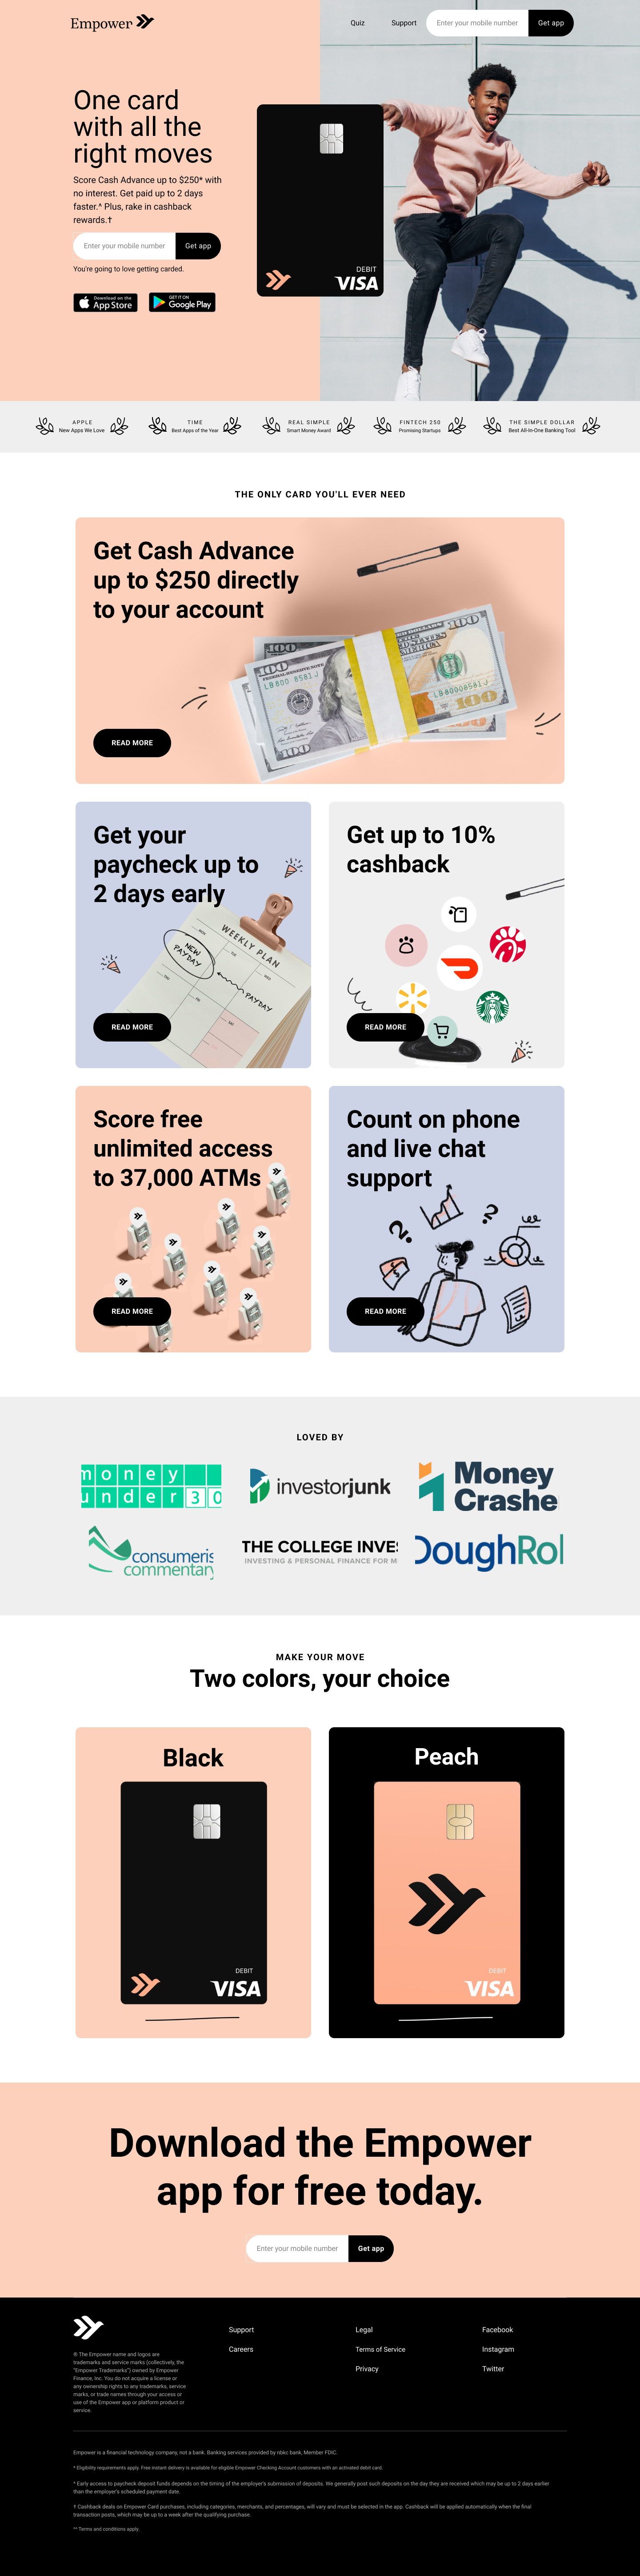 Empower
Quiz
Support
Enter your mobile number
Get app
One card
with all the
right moves
Score Cash Advance up to $250* with
no interest. Get paid up to 2 days
faster.^ Plus, rake in cashback
rewards.†
Enter your mobile number
Get app
You're going to love getting carded.
Download on the
App Store
GET IT ON
Google Play
DEBIT
VISA
APPLE
New Apps We Love
TIME
Best Apps of the Year
REAL SIMPLE
Smart Money Award
FINTECH 250
Promising Startups
THE SIMPLE DOLLAR
Best All-In-One Banking Tool
THE ONLY CARD YOU'LL EVER NEED
Get Cash Advance
up to $250 directly
to your account
READ MORE
Get your
paycheck up to
2 days early
WEEKLY PLAN
NEW
PAYDAY
PAYDAY
READ MORE
Get up to 10%
cashback
READ MORE
Score free
unlimited access
to 37,000 ATMs
READ MORE
Count on phone
and live chat
support
READ MORE
LOVED BY
money
under30
investorjunk
Money
Crashe
consumeris
commentary
THE COLLEGE INVES
INVESTING & PERSONAL FINANCE FOR M
DoughRol
MAKE YOUR MOVE
Two colors, your choice
Black
DEBIT
VISA
Peach
DEBIT
VISA
Download the Empower
app for free today.
Enter your mobile number
Get app
® The Empower name and logos are
trademarks and service marks (collectively, the
"Empower Trademarks") owned by Empower
Finance, Inc. You do not acquire a license or
any ownership rights to any trademarks, service
marks, or trade names through your access or
use of the Empower app or platform product or
service.
Support
Careers
Legal
Terms of Service
Privacy
Facebook
Instagram
Twitter
Empower is a financial technology company, not a bank. Banking services provided by nbkc bank, Member FDIC.
* Eligibility requirements apply. Free instant delivery is available for eligible Empower Checking Account customers with an activated debit card.
^ Early access to paycheck deposit funds depends on the timing of the employer's submission of deposits. We generally post such deposits on the day they are received which may be up to 2 days earlier
than the employer's scheduled payment date.
† Cashback deals on Empower Card purchases, including categories, merchants, and percentages, will vary and must be selected in the app. Cashback will be applied automatically when the final
transaction posts, which may be up to a week after the qualifying purchase.
^^ Terms and conditions apply.